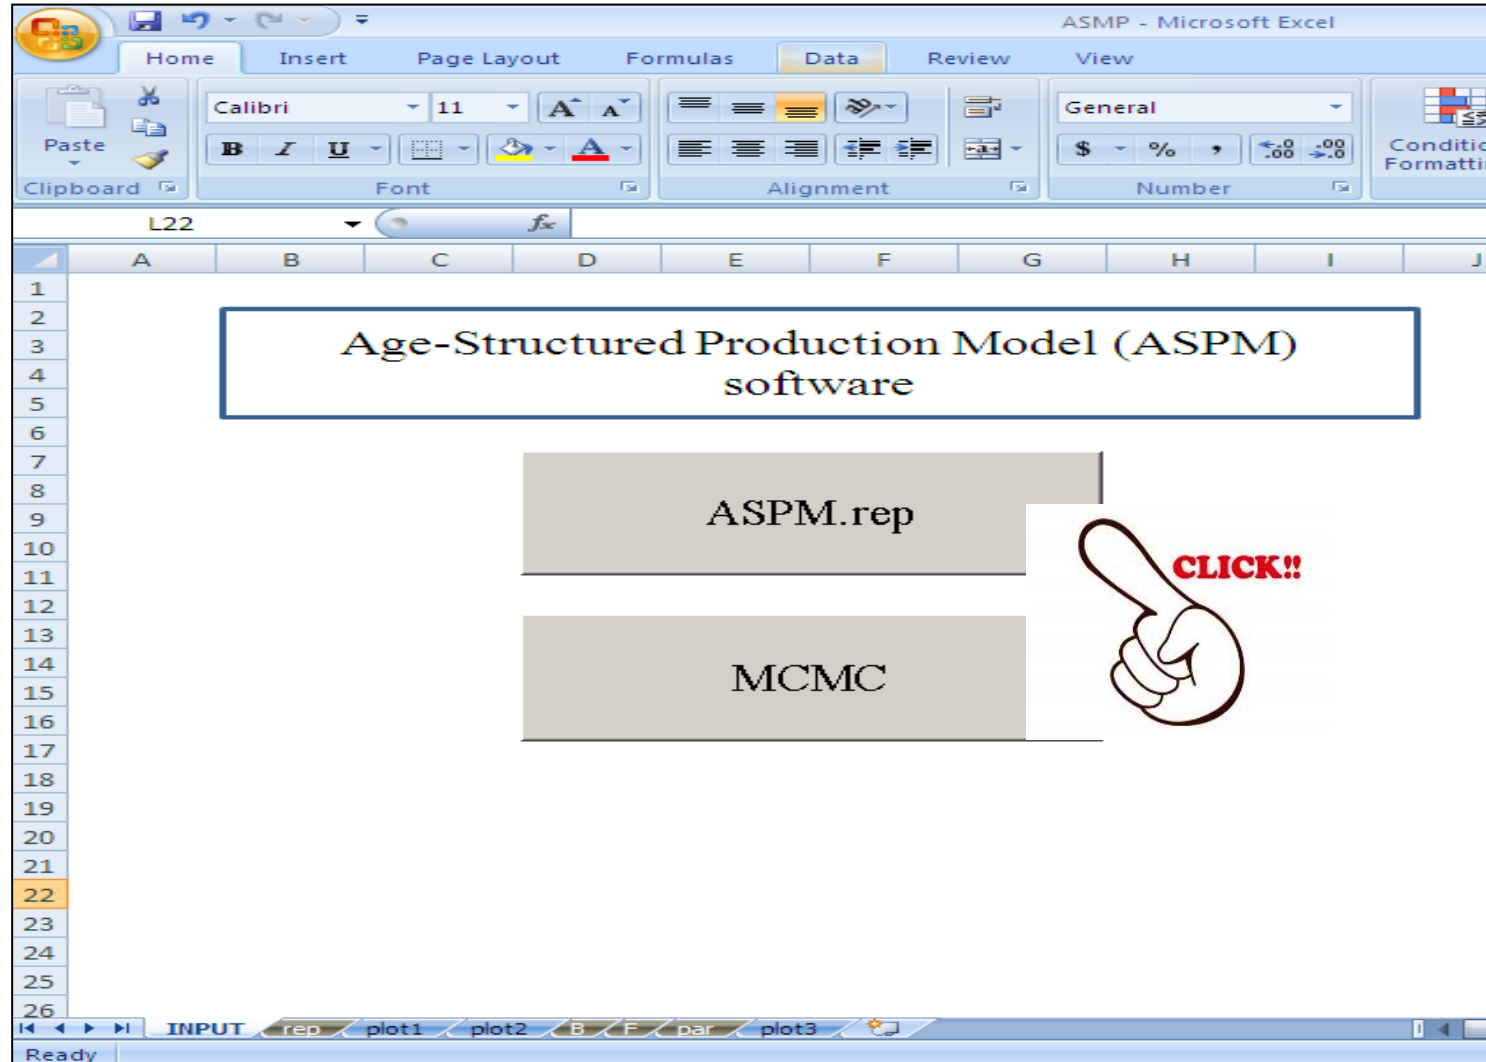 ASMP - Microsoft Excel
Home Insert Page Layout Formulas Data Review View
Calibri 11 A A General
Paste B I U A $ % , .00 .00 Conditio
Formatti
Clipboard Font Alignment Number
L22 fx
A B C D E F G H I J
1
2
3 Age-Structured Production Model (ASPM)
4 software
5
6
7
8
9 ASPM.rep
10
11 CLICK!!
12
13
14
15 MCMC
16
17
18
19
20
21
22
23
24
25
26
INPUT rep plot1 plot2 B F par plot3
Ready